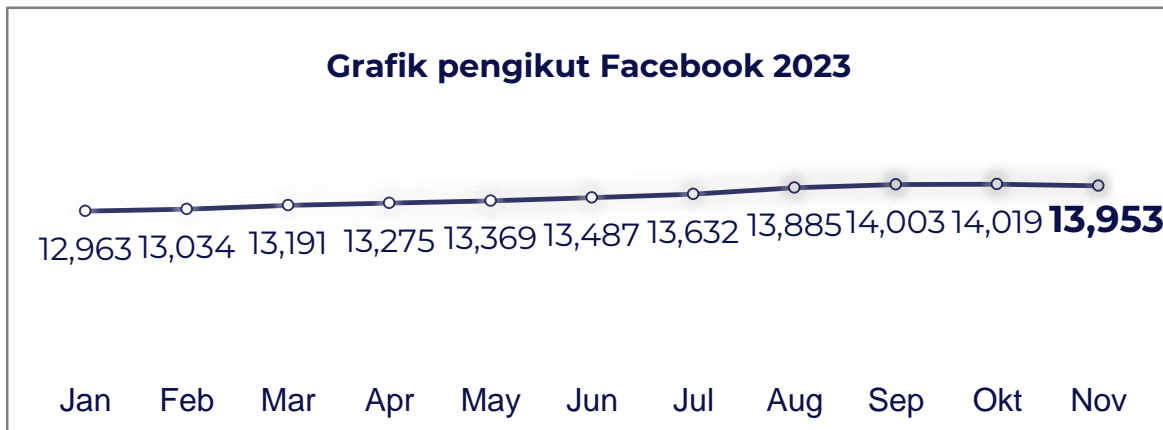 Grafik pengikut Facebook 2023
12,963 13,034 13,191 13,275 13,369 13,487 13,632 13,885 14,003 14,019 13,953
Jan Feb Mar Apr May Jun Jul Aug Sep Okt Nov